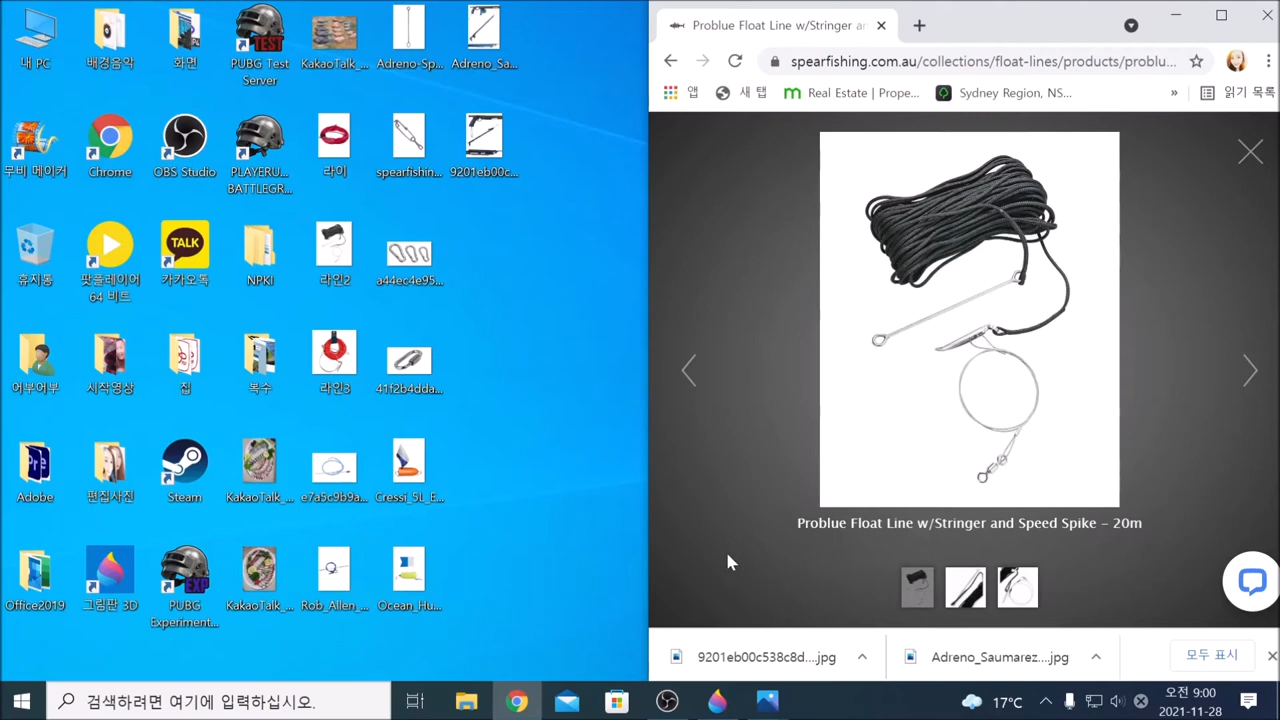 내 PC
배경음악
화면
PUBG Test
Server
KakaoTalk_...
Adreno-Sp...
Adreno_Sa...
무비 메이커
Chrome
OBS Studio
PLAYERU...
BATTLEGR...
라이
spearfishin...
9201eb00c...
휴지통
팟플레이어
64 비트
카카오톡
NPKI
라인2
a44ec4e95...
어부어부
시작영상
집
복수
라인3
41f2b4dda...
Adobe
편집사진
Steam
KakaoTalk_...
e7a5c9b9a...
Cressi_5L_E...
Office2019
그림판 3D
PUBG
Experiment...
KakaoTalk_...
Rob_Allen_...
Ocean_Hu...
TEST
TALK
EXP
Problue Float Line w/Stringer an
spearfishing.com.au/collections/float-lines/products/problu...
앱
새 탭
Real Estate | Prope...
Sydney Region, NS...
»
읽기 목록
Problue Float Line w/Stringer and Speed Spike – 20m
9201eb00c538c8d....jpg
Adreno_Saumarez....jpg
모두 표시
검색하려면 여기에 입력하십시오.
17°C
오전 9:00
2021-11-28